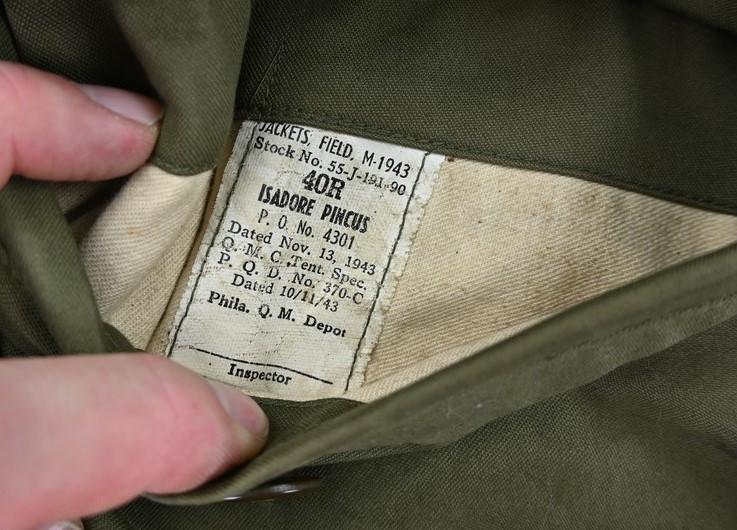 JACKETS, FIELD, M-1943
Stock No. 55-J-191-90
40R
ISADORE PINCUS
P. O. No. 4301
Dated Nov. 13, 1943
Q. M. C. Tent. Spec.
P. Q. D. No. 370-C
Dated 10/11/43
Phila. Q. M. Depot
Inspector